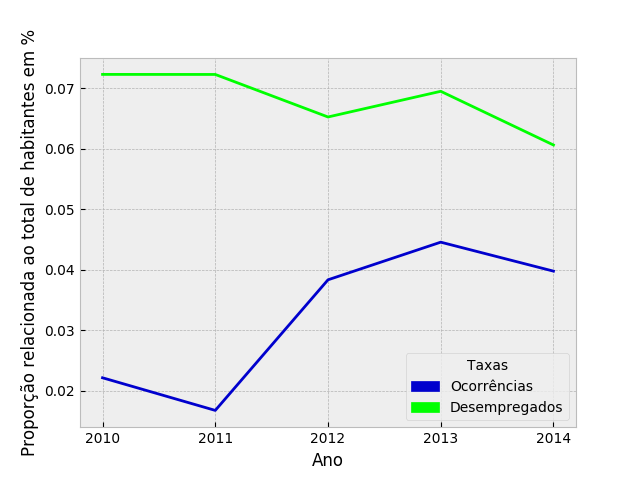 Proporção relacionada ao total de habitantes em %
0.07
0.06
0.05
0.04
0.03
0.02
Taxas
Ocorrências
Desempregados
2010 2011 2012 2013 2014
Ano